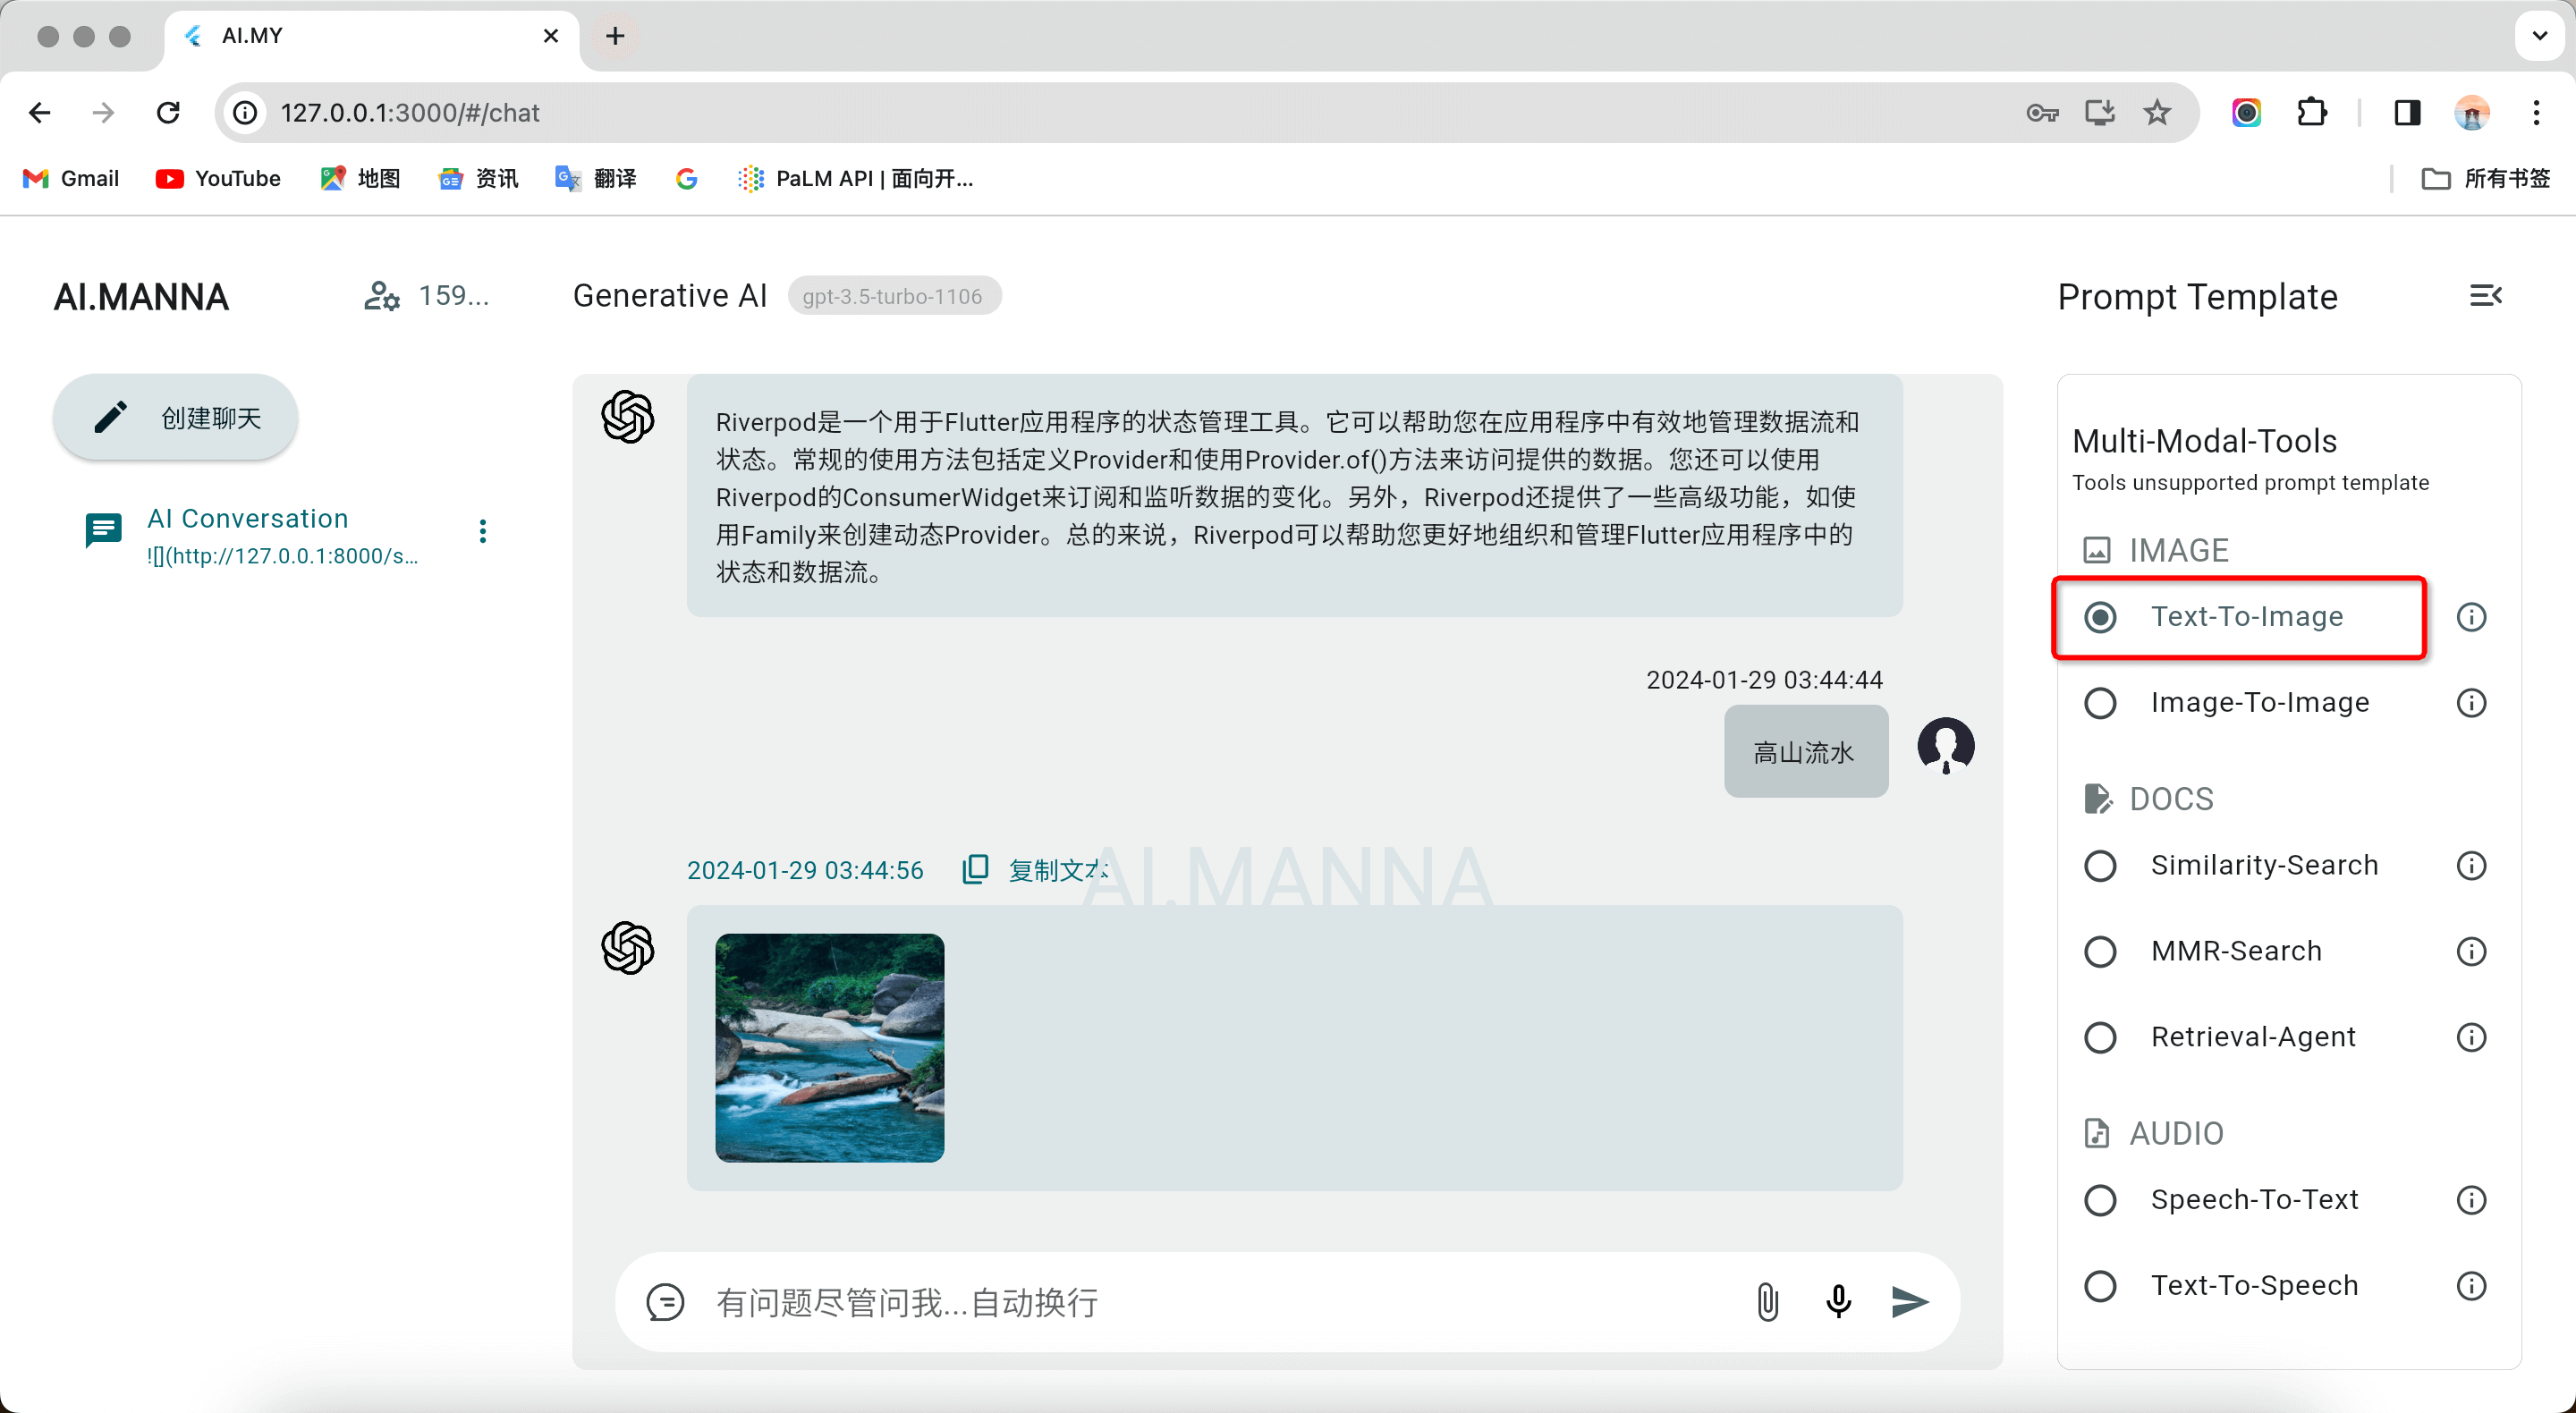 AI.MY
127.0.0.1:3000/#/chat
Gmail
YouTube
地图
资讯
翻译
PaLM API | 面向开...
所有书签
AI.MANNA
159...
创建聊天
AI Conversation
![](http://127.0.0.1:8000/s...
Generative AI
gpt-3.5-turbo-1106
Riverpod是一个用于Flutter应用程序的状态管理工具。它可以帮助您在应用程序中有效地管理数据流和
状态。常规的使用方法包括定义Provider和使用Provider.of()方法来访问提供的数据。您还可以使用
Riverpod的ConsumerWidget来订阅和监听数据的变化。另外，Riverpod还提供了一些高级功能，如使
用Family来创建动态Provider。总的来说，Riverpod可以帮助您更好地组织和管理Flutter应用程序中的
状态和数据流。
2024-01-29 03:44:44
高山流水
2024-01-29 03:44:56
复制文本
AI.MANNA
有问题尽管问我...自动换行
Prompt Template
Multi-Modal-Tools
Tools unsupported prompt template
IMAGE
Text-To-Image
Image-To-Image
DOCS
Similarity-Search
MMR-Search
Retrieval-Agent
AUDIO
Speech-To-Text
Text-To-Speech